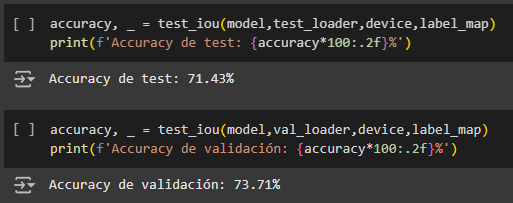 [ ] accuracy, _ = test_iou(model,test_loader,device,label_map)
print(f'Accuracy de test: {accuracy*100:.2f}%')
Accuracy de test: 71.43%
[ ] accuracy, _ = test_iou(model,val_loader,device,label_map)
print(f'Accuracy de validación: {accuracy*100:.2f}%')
Accuracy de validación: 73.71%